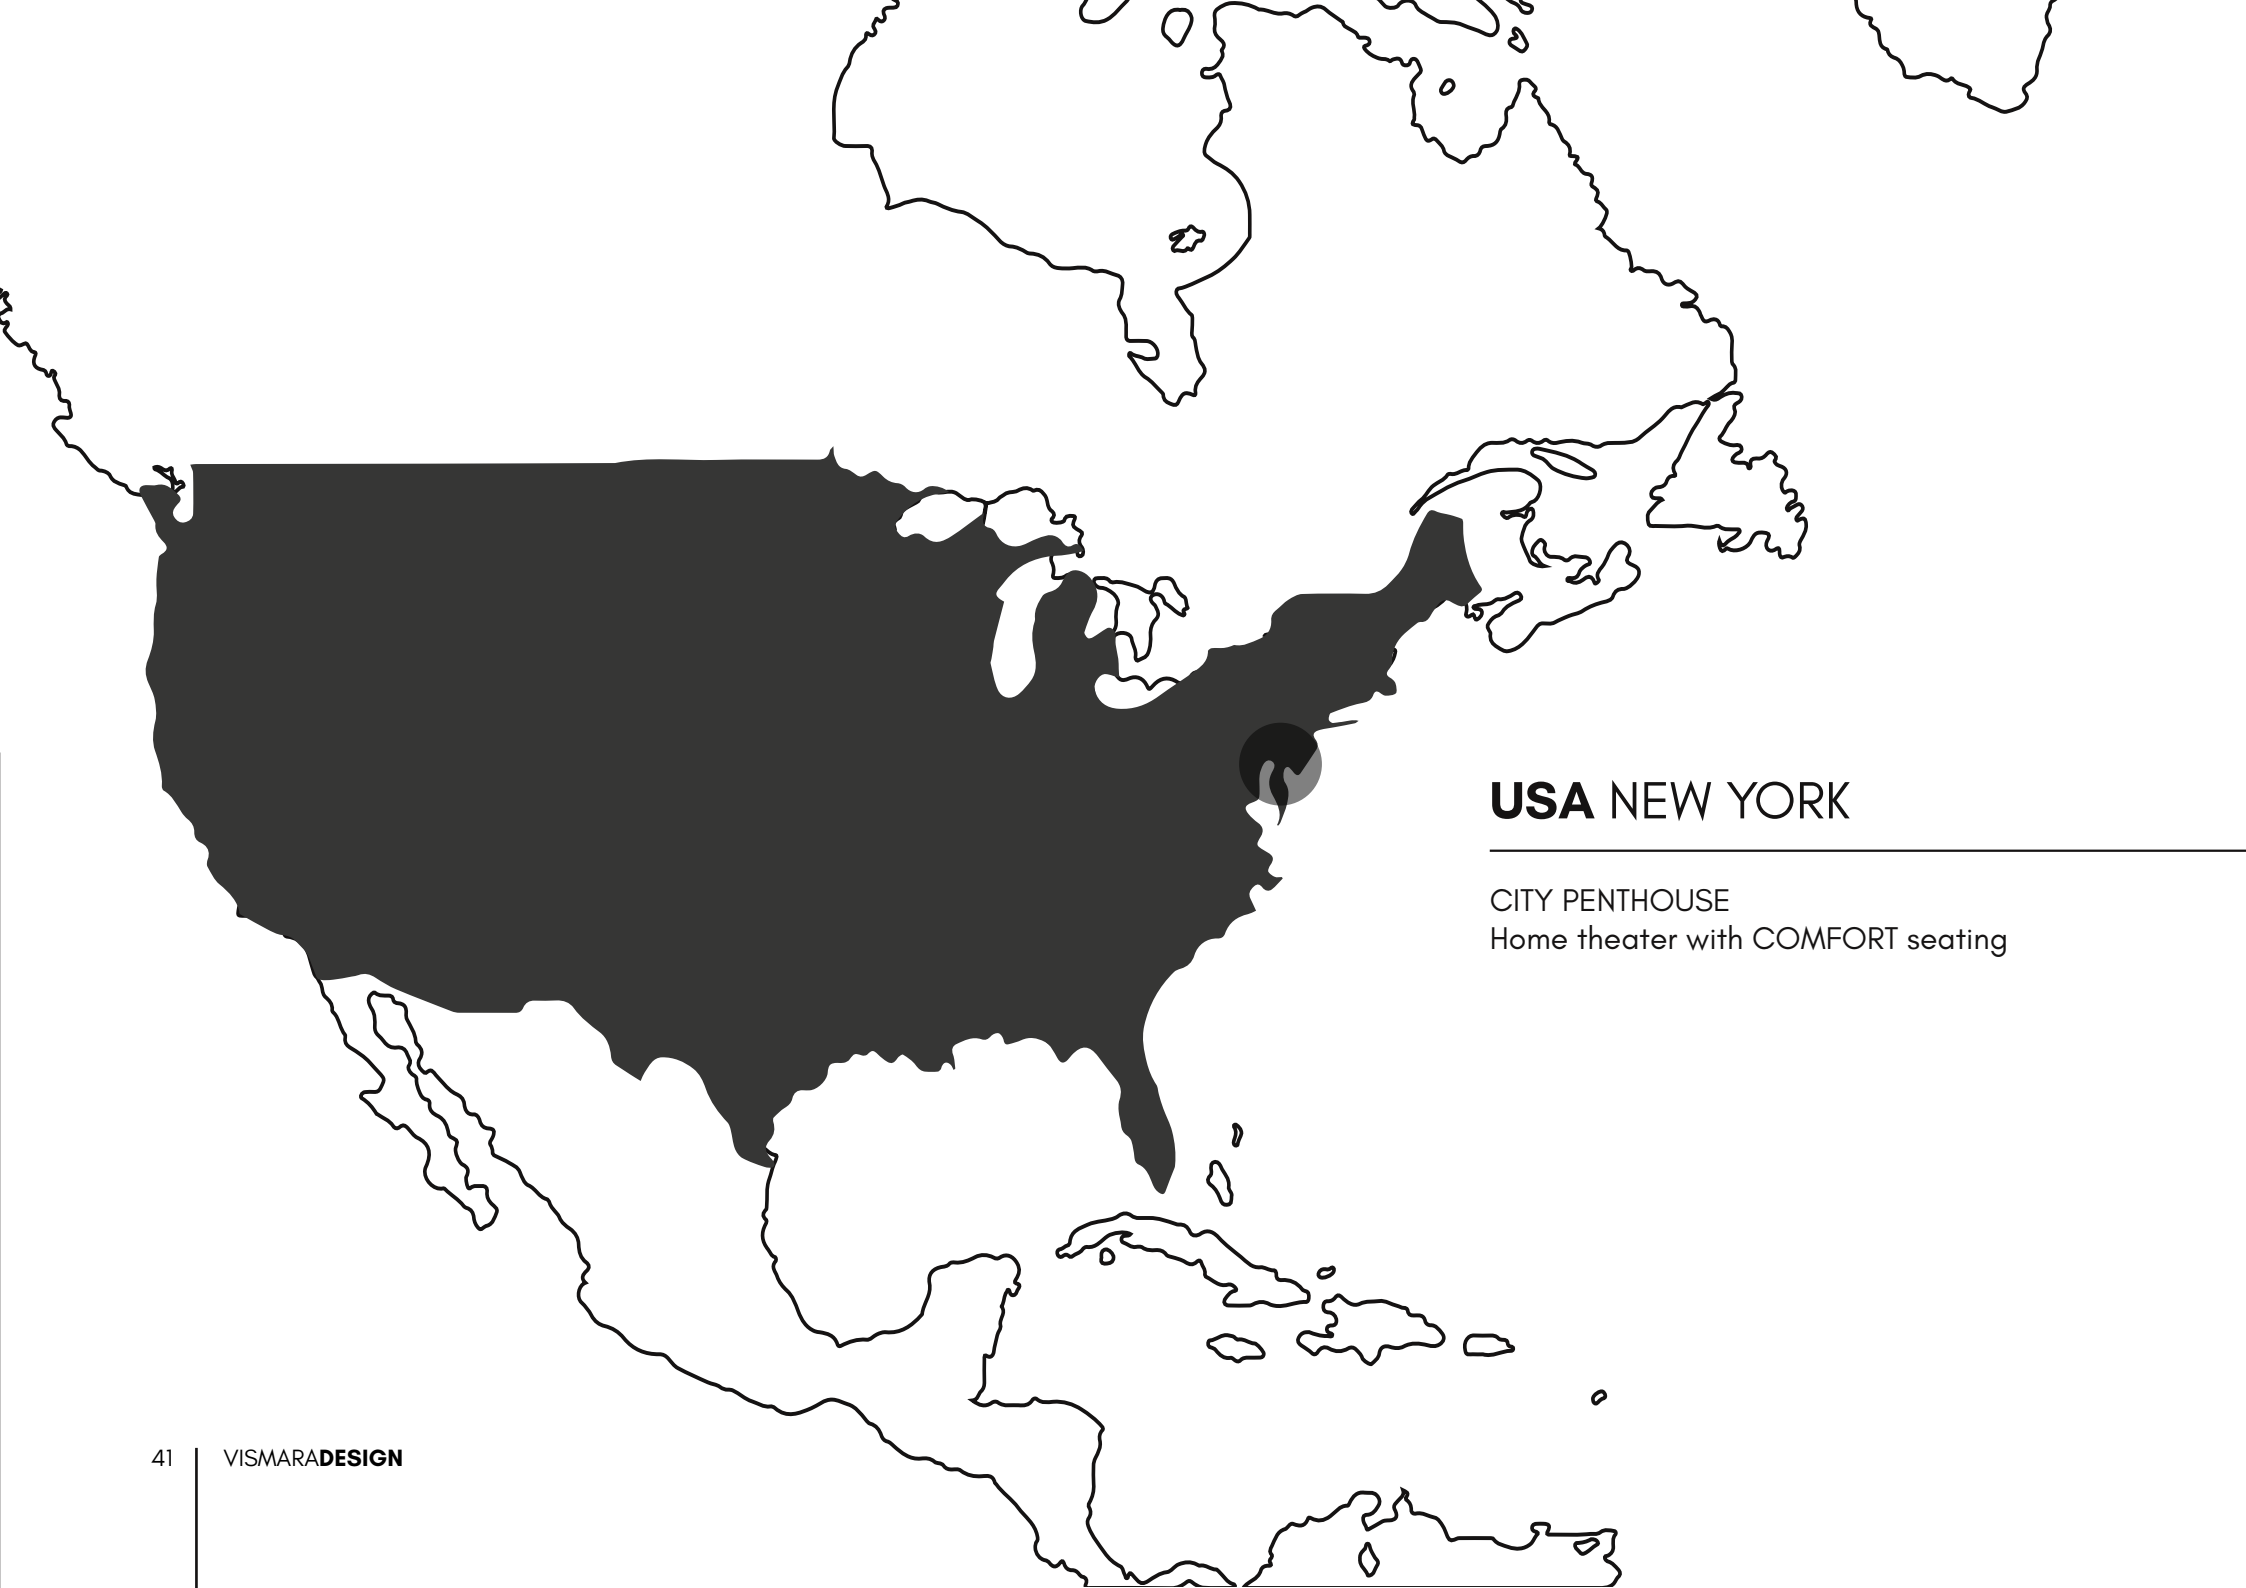 USA NEW YORK
CITY PENTHOUSE
Home theater with COMFORT seating
41 VISMARADESIGN